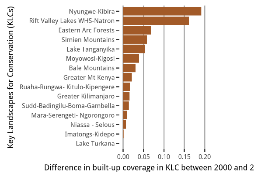 Key Landscapes for Conservation (KLCs)
Nyungwe Kibira
Rift Valley Lakes WHS-Natron
Eastern Arc Forests
Simien Mountains
Lake Tanganyika
Moyowosi-Kigosi
Bale Mountains
Greater Mt Kenya
Ruaha-Rungwa- Kitulo-Kipengere
Greater Kilimanjaro
Sudd-Badingilu-Boma-Gambella
Mara-Serengeti- Ngorongoro
Niassa - Selous
Imatongs-Kidepo
Lake Turkana
0.00 0.05 0.10 0.15 0.20
Difference in built-up coverage in KLC between 2000 and 2